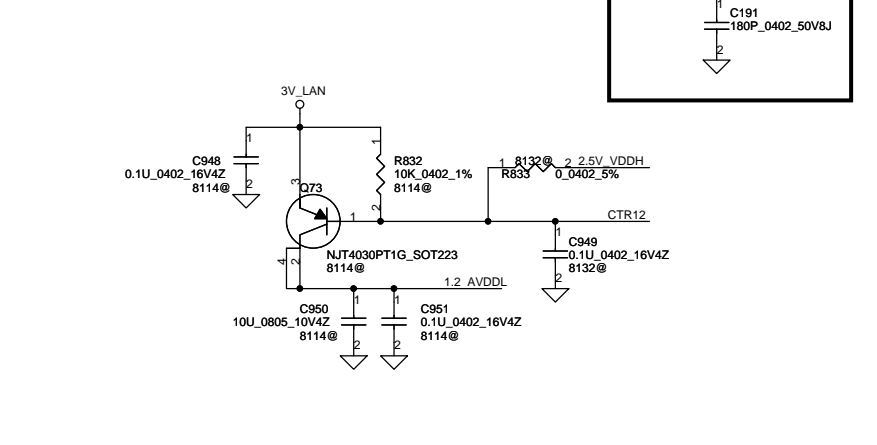 1
C191
180P_0402_50V8J
2
3V_LAN
1
C948
0.1U_0402_16V4Z
8114@
2
1
R832
10K_0402_1%
8114@
2
1
8132@
2
2.5V_VDDH
R833
0_0402_5%
3
Q73
1
CTR12
4
2
NJT4030PT1G_SOT223
8114@
1
C949
0.1U_0402_16V4Z
8132@
2
1.2_AVDDL
C950
10U_0805_10V4Z
8114@
1
2
1
C951
0.1U_0402_16V4Z
8114@
2